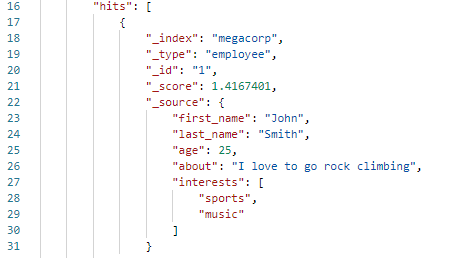 16 "hits": [
17 {
18 "_index": "megacorp",
19 "_type": "employee",
20 "_id": "1",
21 "_score": 1.4167401,
22 "_source": {
23 "first_name": "John",
24 "last_name": "Smith",
25 "age": 25,
26 "about": "I love to go rock climbing",
27 "interests": [
28 "sports",
29 "music"
30 ]
31 }